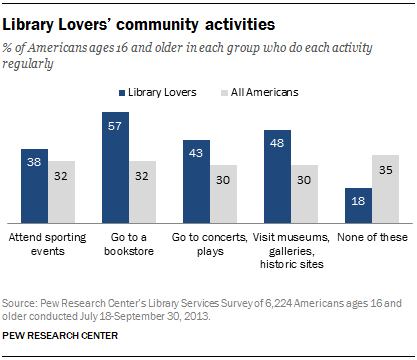 Library Lovers' community activities
% of Americans ages 16 and older in each group who do each activity
regularly
Library Lovers All Americans
38 32 57 32 43 30 48 30 18 35
Attend sporting
events
Go to a
bookstore
Go to concerts,
plays
Visit museums,
galleries,
historic sites
None of these
Source: Pew Research Center's Library Services Survey of 6,224 Americans ages 16 and
older conducted July 18-September 30, 2013.
PEW RESEARCH CENTER